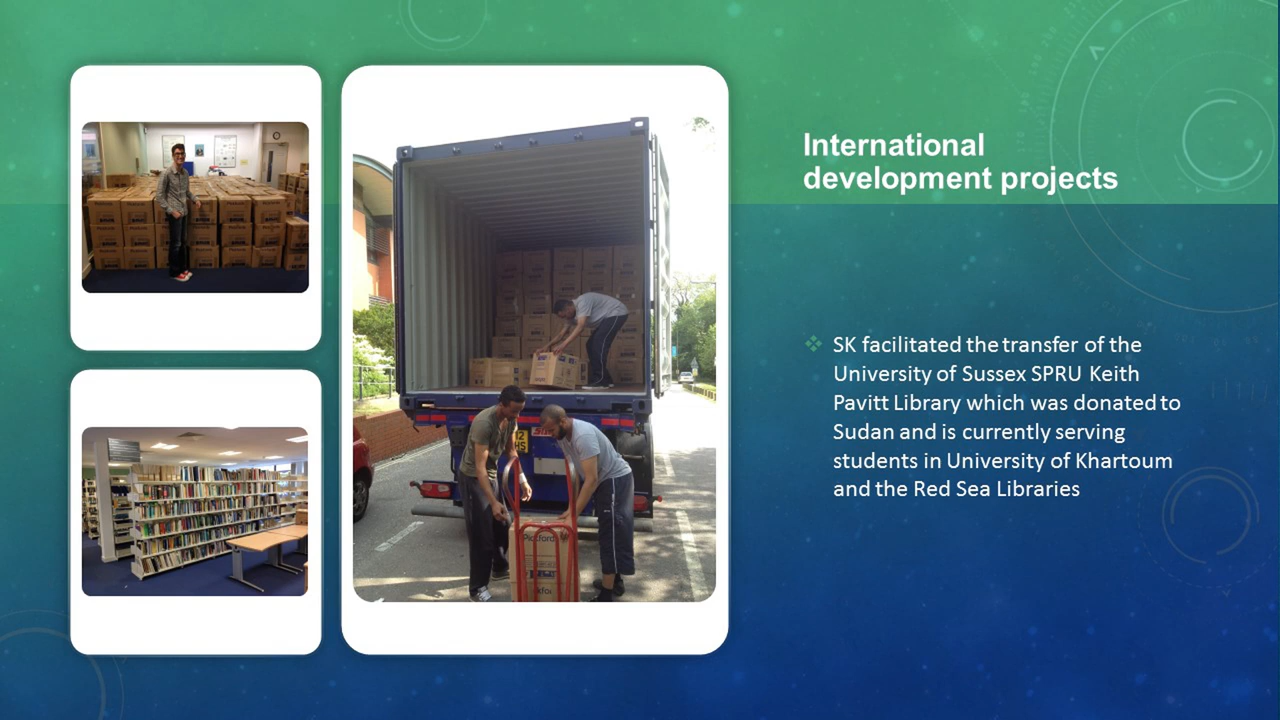 International
development projects
SK facilitated the transfer of the
University of Sussex SPRU Keith
Pavitt Library which was donated to
Sudan and is currently serving
students in University of Khartoum
and the Red Sea Libraries
Pickfords